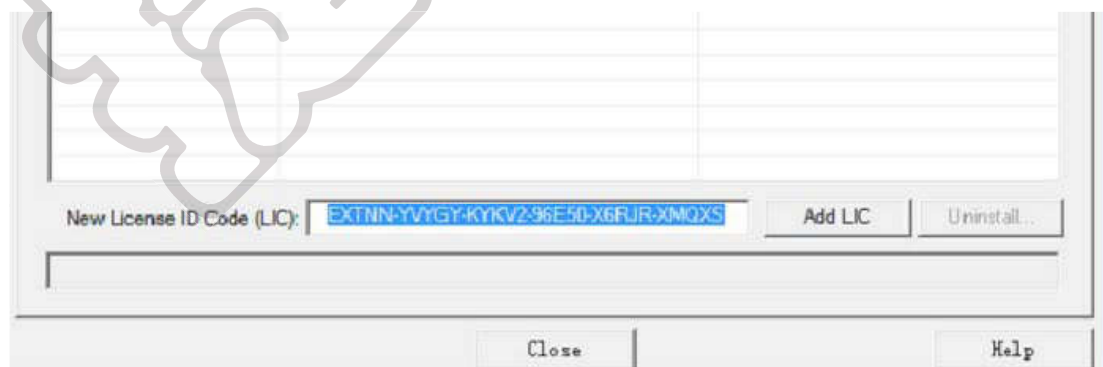 New License ID Code (LIC): EXTNN-YVYGY-KYKV2-96E50-X6RJR-XMQXS Add LIC Uninstall...
Close Help